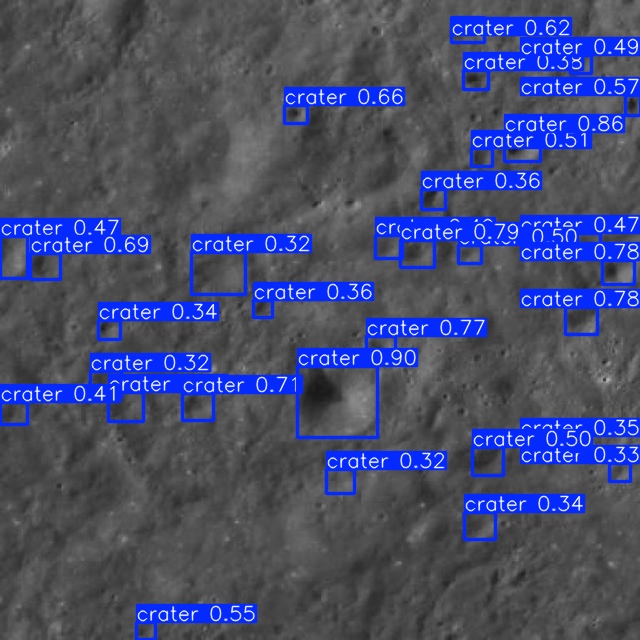 crater 0.62
crater 0.49
crater 0.38
crater 0.57
crater 0.66
crater 0.86
crater 0.51
crater 0.36
crater 0.47
crater 0.69
crater 0.32
crater 0.79
0.50
crater 0.47
crater 0.78
crater 0.36
crater 0.78
crater 0.34
crater 0.77
crater 0.90
crater 0.32
crater 0.41
crater
crater 0.71
crater 0.35
crater 0.50
crater 0.33
crater 0.32
crater 0.34
crater 0.55